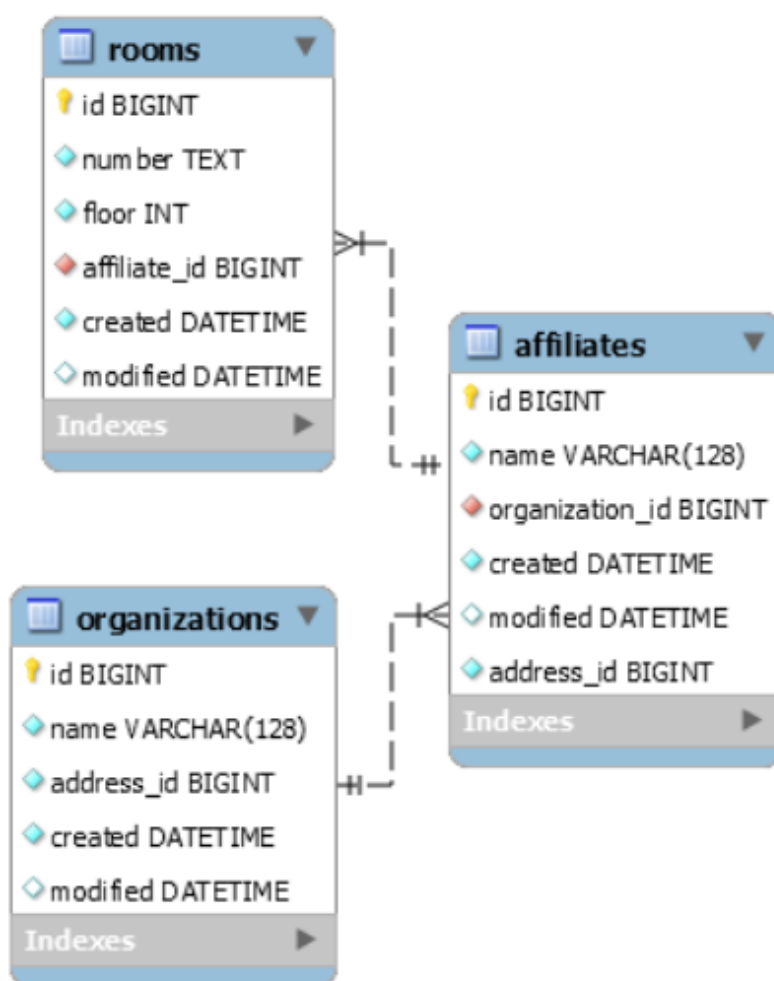 rooms
id BIGINT
number TEXT
floor INT
affiliate_id BIGINT
created DATETIME
modified DATETIME
Indexes
affiliates
id BIGINT
name VARCHAR(128)
organization_id BIGINT
created DATETIME
modified DATETIME
address_id BIGINT
Indexes
organizations
id BIGINT
name VARCHAR(128)
address_id BIGINT
created DATETIME
modified DATETIME
Indexes